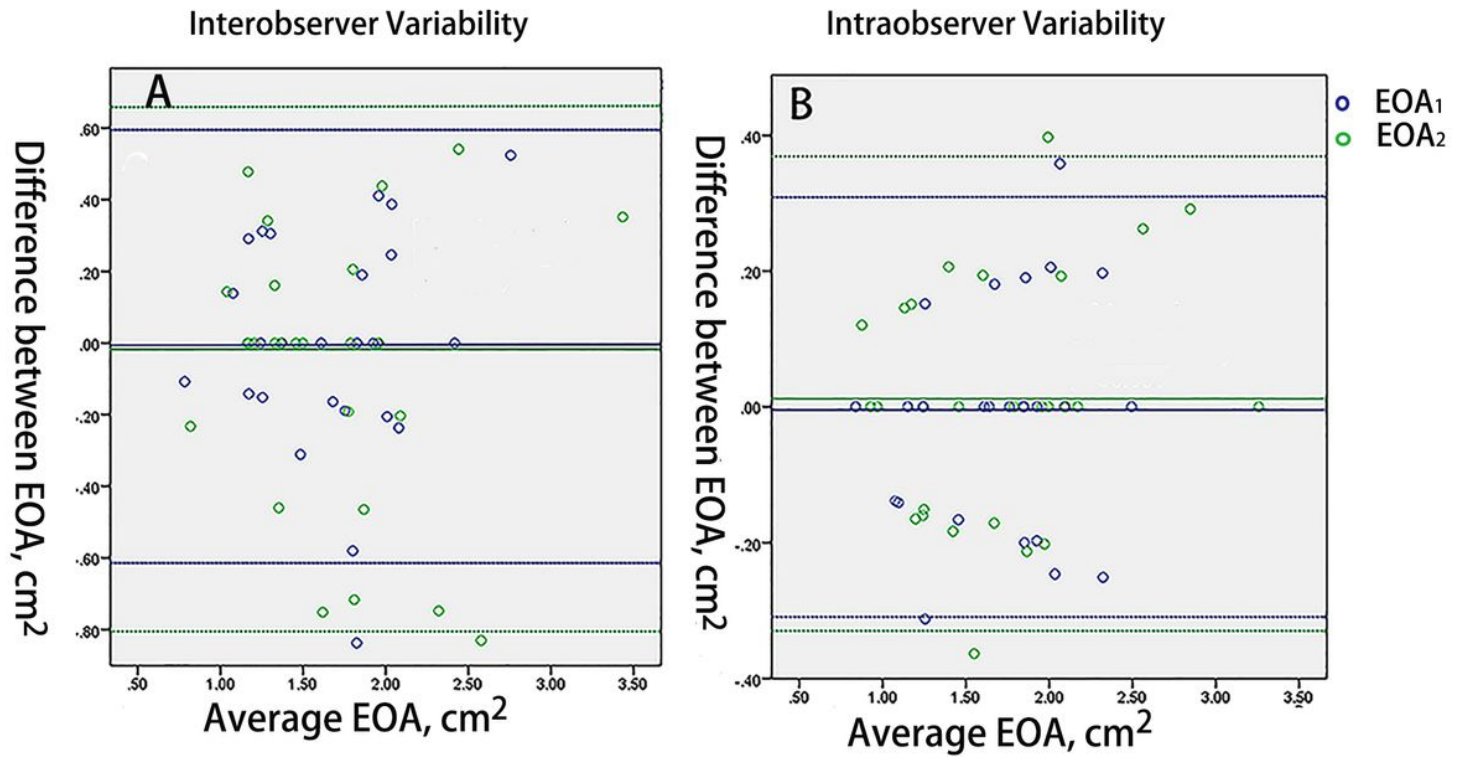 Interobserver Variability
Intraobserver Variability
A
B
EOA1
EOA2
Difference between EOA, cm2
.60
.40
.20
.00
-.20
-.40
-.60
-.80
.50 1.00 1.50 2.00 2.50 3.00 3.50
Average EOA, cm2
Difference between EOA, cm2
.40
.20
.00
-.20
-.40
.50 1.00 1.50 2.00 2.50 3.00 3.50
Average EOA, cm2